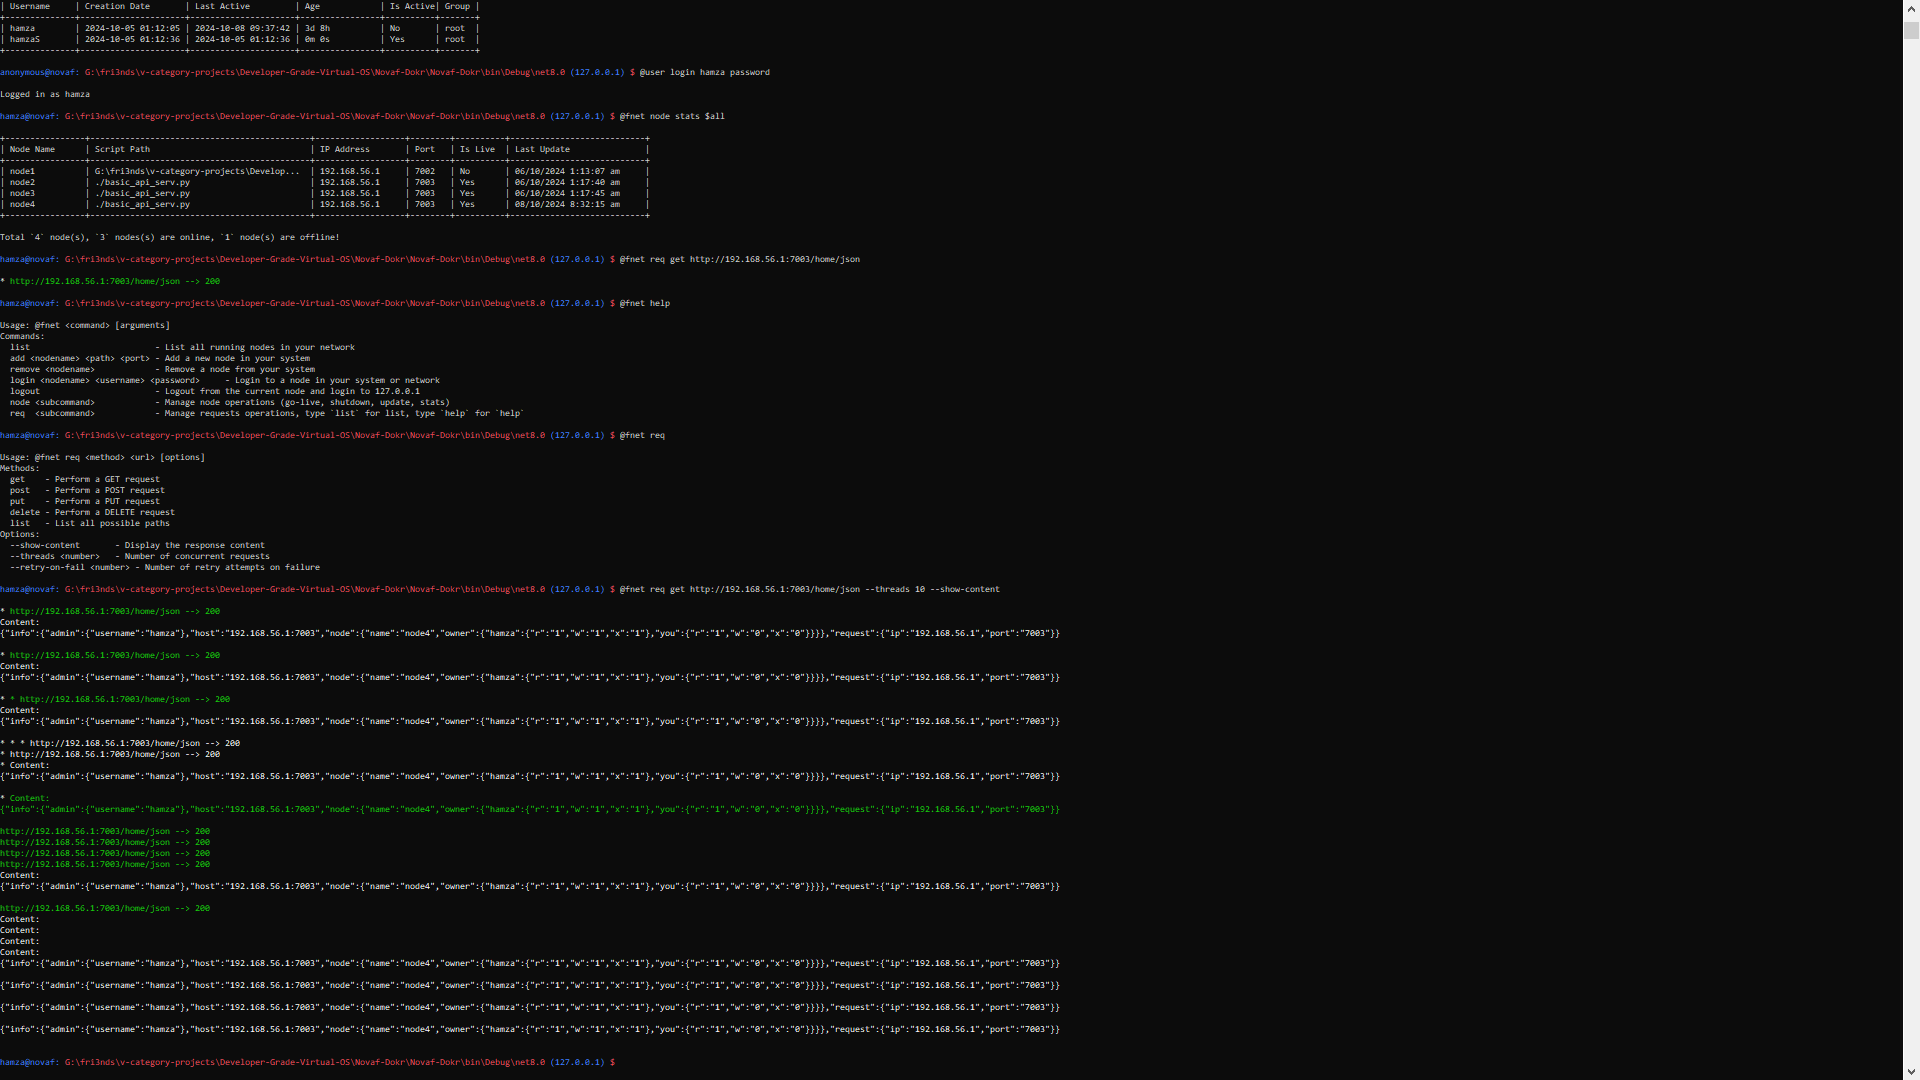 | Username     | Creation Date       | Last Active         | Age            | Is Active| Group |
+--------------+---------------------+---------------------+----------------+----------+-------+
| hamza        | 2024-10-05 01:12:05 | 2024-10-08 09:37:42 | 3d 8h          | No       | root  |
| hamzaS       | 2024-10-05 01:12:36 | 2024-10-05 01:12:36 | 0m 0s          | Yes      | root  |
+--------------+---------------------+---------------------+----------------+----------+-------+
anonymous@novaf: G:\fri3nds\v-category-projects\Developer-Grade-Virtual-OS\Novaf-Dokr\Novaf-Dokr\bin\Debug\net8.0 (127.0.0.1) $ @user login hamza password
Logged in as hamza
hamza@novaf: G:\fri3nds\v-category-projects\Developer-Grade-Virtual-OS\Novaf-Dokr\Novaf-Dokr\bin\Debug\net8.0 (127.0.0.1) $ @fnet node stats $all
+----------------+--------------------------------------------+------------------+--------+----------+---------------------------+
| Node Name      | Script Path                                | IP Address       | Port   | Is Live  | Last Update               |
+----------------+--------------------------------------------+------------------+--------+----------+---------------------------+
| node1          | G:\fri3nds\v-category-projects\Develop...  | 192.168.56.1     | 7002   | No       | 06/10/2024 1:13:07 am     |
| node2          | ./basic_api_serv.py                        | 192.168.56.1     | 7003   | Yes      | 06/10/2024 1:17:40 am     |
| node3          | ./basic_api_serv.py                        | 192.168.56.1     | 7003   | Yes      | 06/10/2024 1:17:45 am     |
| node4          | ./basic_api_serv.py                        | 192.168.56.1     | 7003   | Yes      | 08/10/2024 8:32:15 am     |
+----------------+--------------------------------------------+------------------+--------+----------+---------------------------+
Total `4` node(s), `3` nodes(s) are online, `1` node(s) are offline!
hamza@novaf: G:\fri3nds\v-category-projects\Developer-Grade-Virtual-OS\Novaf-Dokr\Novaf-Dokr\bin\Debug\net8.0 (127.0.0.1) $ @fnet req get http://192.168.56.1:7003/home/json
* http://192.168.56.1:7003/home/json --> 200
hamza@novaf: G:\fri3nds\v-category-projects\Developer-Grade-Virtual-OS\Novaf-Dokr\Novaf-Dokr\bin\Debug\net8.0 (127.0.0.1) $ @fnet help
Usage: @fnet <command> [arguments]
Commands:
  list                         - List all running nodes in your network
  add <nodename> <path> <port> - Add a new node in your system
  remove <nodename>            - Remove a node from your system
  login <nodename> <username> <password>     - Login to a node in your system or network
  logout                       - Logout from the current node and login to 127.0.0.1
  node <subcommand>            - Manage node operations (go-live, shutdown, update, stats)
  req  <subcommand>            - Manage requests operations, type `list` for list, type `help` for `help`
hamza@novaf: G:\fri3nds\v-category-projects\Developer-Grade-Virtual-OS\Novaf-Dokr\Novaf-Dokr\bin\Debug\net8.0 (127.0.0.1) $ @fnet req
Usage: @fnet req <method> <url> [options]
Methods:
  get    - Perform a GET request
  post   - Perform a POST request
  put    - Perform a PUT request
  delete - Perform a DELETE request
  list   - List all possible paths
Options:
  --show-content       - Display the response content
  --threads <number>   - Number of concurrent requests
  --retry-on-fail <number> - Number of retry attempts on failure
hamza@novaf: G:\fri3nds\v-category-projects\Developer-Grade-Virtual-OS\Novaf-Dokr\Novaf-Dokr\bin\Debug\net8.0 (127.0.0.1) $ @fnet req get http://192.168.56.1:7003/home/json --threads 10 --show-content
* http://192.168.56.1:7003/home/json --> 200
Content:
{"info":{"admin":{"username":"hamza"},"host":"192.168.56.1:7003","node":{"name":"node4","owner":{"hamza":{"r":"1","w":"1","x":"1"},"you":{"r":"1","w":"0","x":"0"}}}},"request":{"ip":"192.168.56.1","port":"7003"}}
* http://192.168.56.1:7003/home/json --> 200
Content:
{"info":{"admin":{"username":"hamza"},"host":"192.168.56.1:7003","node":{"name":"node4","owner":{"hamza":{"r":"1","w":"1","x":"1"},"you":{"r":"1","w":"0","x":"0"}}}},"request":{"ip":"192.168.56.1","port":"7003"}}
* * http://192.168.56.1:7003/home/json --> 200
Content:
{"info":{"admin":{"username":"hamza"},"host":"192.168.56.1:7003","node":{"name":"node4","owner":{"hamza":{"r":"1","w":"1","x":"1"},"you":{"r":"1","w":"0","x":"0"}}}},"request":{"ip":"192.168.56.1","port":"7003"}}
* * * http://192.168.56.1:7003/home/json --> 200
* http://192.168.56.1:7003/home/json --> 200
* Content:
{"info":{"admin":{"username":"hamza"},"host":"192.168.56.1:7003","node":{"name":"node4","owner":{"hamza":{"r":"1","w":"1","x":"1"},"you":{"r":"1","w":"0","x":"0"}}}},"request":{"ip":"192.168.56.1","port":"7003"}}
* Content:
{"info":{"admin":{"username":"hamza"},"host":"192.168.56.1:7003","node":{"name":"node4","owner":{"hamza":{"r":"1","w":"1","x":"1"},"you":{"r":"1","w":"0","x":"0"}}}},"request":{"ip":"192.168.56.1","port":"7003"}}
http://192.168.56.1:7003/home/json --> 200
http://192.168.56.1:7003/home/json --> 200
http://192.168.56.1:7003/home/json --> 200
http://192.168.56.1:7003/home/json --> 200
Content:
{"info":{"admin":{"username":"hamza"},"host":"192.168.56.1:7003","node":{"name":"node4","owner":{"hamza":{"r":"1","w":"1","x":"1"},"you":{"r":"1","w":"0","x":"0"}}}},"request":{"ip":"192.168.56.1","port":"7003"}}
http://192.168.56.1:7003/home/json --> 200
Content:
Content:
Content:
Content:
{"info":{"admin":{"username":"hamza"},"host":"192.168.56.1:7003","node":{"name":"node4","owner":{"hamza":{"r":"1","w":"1","x":"1"},"you":{"r":"1","w":"0","x":"0"}}}},"request":{"ip":"192.168.56.1","port":"7003"}}
{"info":{"admin":{"username":"hamza"},"host":"192.168.56.1:7003","node":{"name":"node4","owner":{"hamza":{"r":"1","w":"1","x":"1"},"you":{"r":"1","w":"0","x":"0"}}}},"request":{"ip":"192.168.56.1","port":"7003"}}
{"info":{"admin":{"username":"hamza"},"host":"192.168.56.1:7003","node":{"name":"node4","owner":{"hamza":{"r":"1","w":"1","x":"1"},"you":{"r":"1","w":"0","x":"0"}}}},"request":{"ip":"192.168.56.1","port":"7003"}}
{"info":{"admin":{"username":"hamza"},"host":"192.168.56.1:7003","node":{"name":"node4","owner":{"hamza":{"r":"1","w":"1","x":"1"},"you":{"r":"1","w":"0","x":"0"}}}},"request":{"ip":"192.168.56.1","port":"7003"}}
hamza@novaf: G:\fri3nds\v-category-projects\Developer-Grade-Virtual-OS\Novaf-Dokr\Novaf-Dokr\bin\Debug\net8.0 (127.0.0.1) $